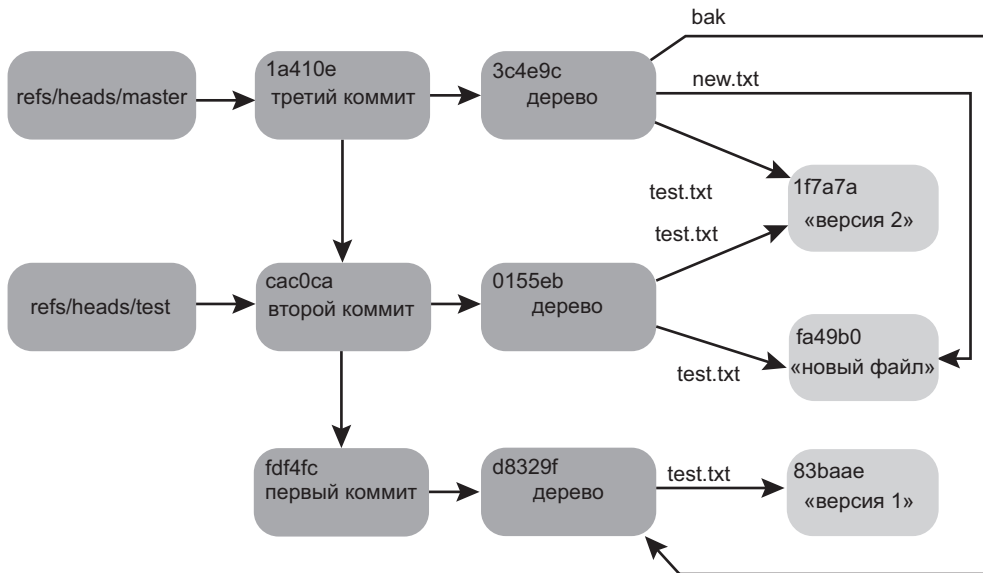 bak
1a410e
третий коммит
3c4e9c
дерево
refs/heads/master
new.txt
test.txt
1f7a7a
«версия 2»
test.txt
cac0ca
второй коммит
0155eb
дерево
refs/heads/test
fa49b0
«новый файл»
test.txt
fdf4fc
первый коммит
d8329f
дерево
test.txt
83baae
«версия 1»